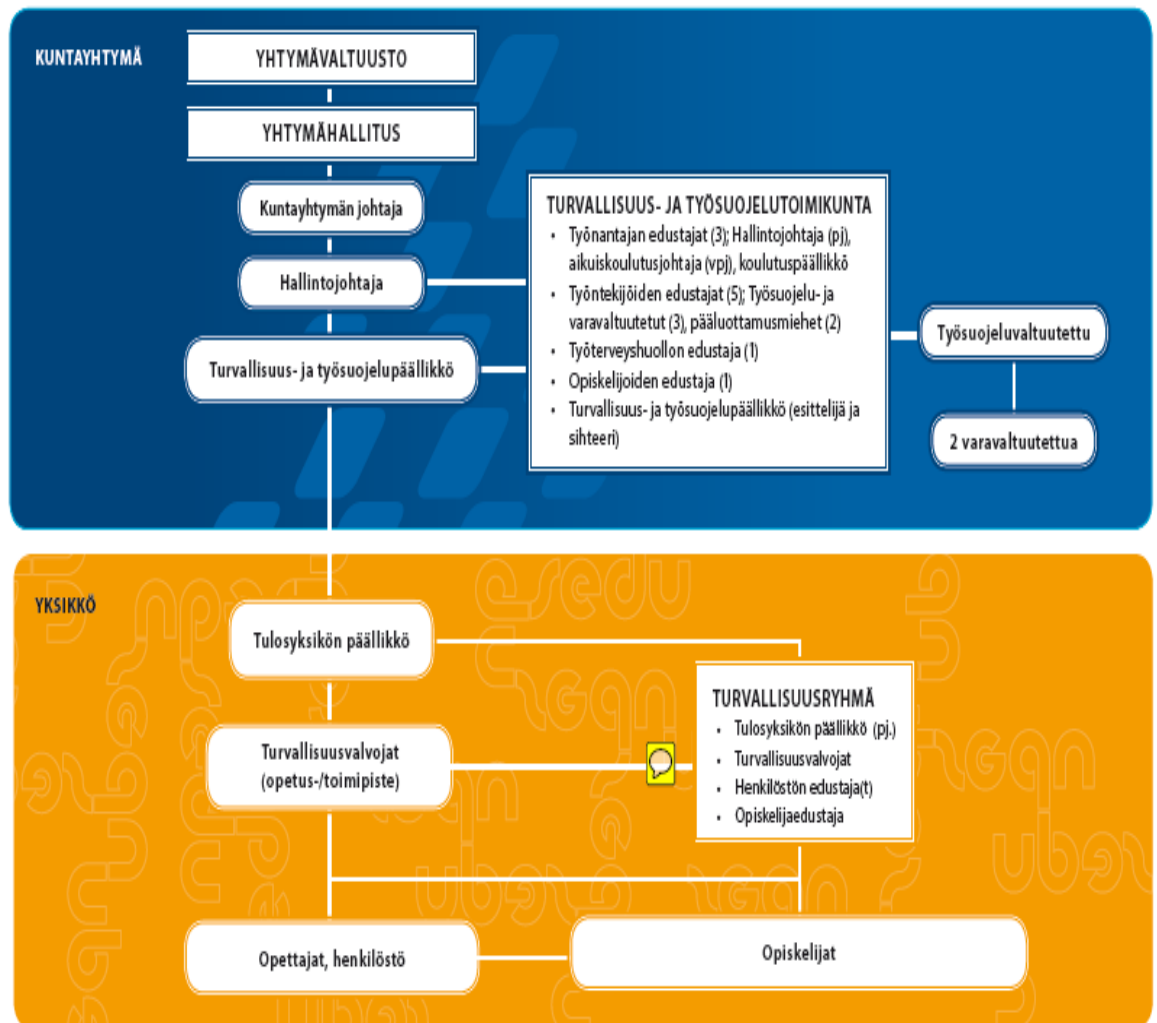 KUNTAYHTYMÄ
YHTYMÄVALTUUSTO
YHTYMÄHALLITUS
Kuntayhtymän johtaja
Hallintojohtaja
Turvallisuus- ja työsuojelupäällikkö
TURVALLISUUS- JA TYÖSUOJELUTOIMIKUNTA
• Työnantajan edustajat (3); Hallintojohtaja (pj),
aikuiskoulutusjohtaja (vpj), koulutuspäällikkö
• Työntekijöiden edustajat (5); Työsuojelu- ja
varavaltuutetut (3), pääluottamusmiehet (2)
• Työterveyshuollon edustaja (1)
• Opiskelijoiden edustaja (1)
• Turvallisuus- ja työsuojelupäällikkö (esittelijä ja
sihteeri)
Työsuojeluvaltuutettu
2 varavaltuutettua
YKSIKKÖ
Tulosyksikön päällikkö
Turvallisuusvalvojat
(opetus-/toimipiste)
TURVALLISUUSRYHMÄ
• Tulosyksikön päällikkö (pj.)
• Turvallisuusvalvojat
• Henkilöstön edustaja(t)
• Opiskelijaedustaja
Opettajat, henkilöstö
Opiskelijat